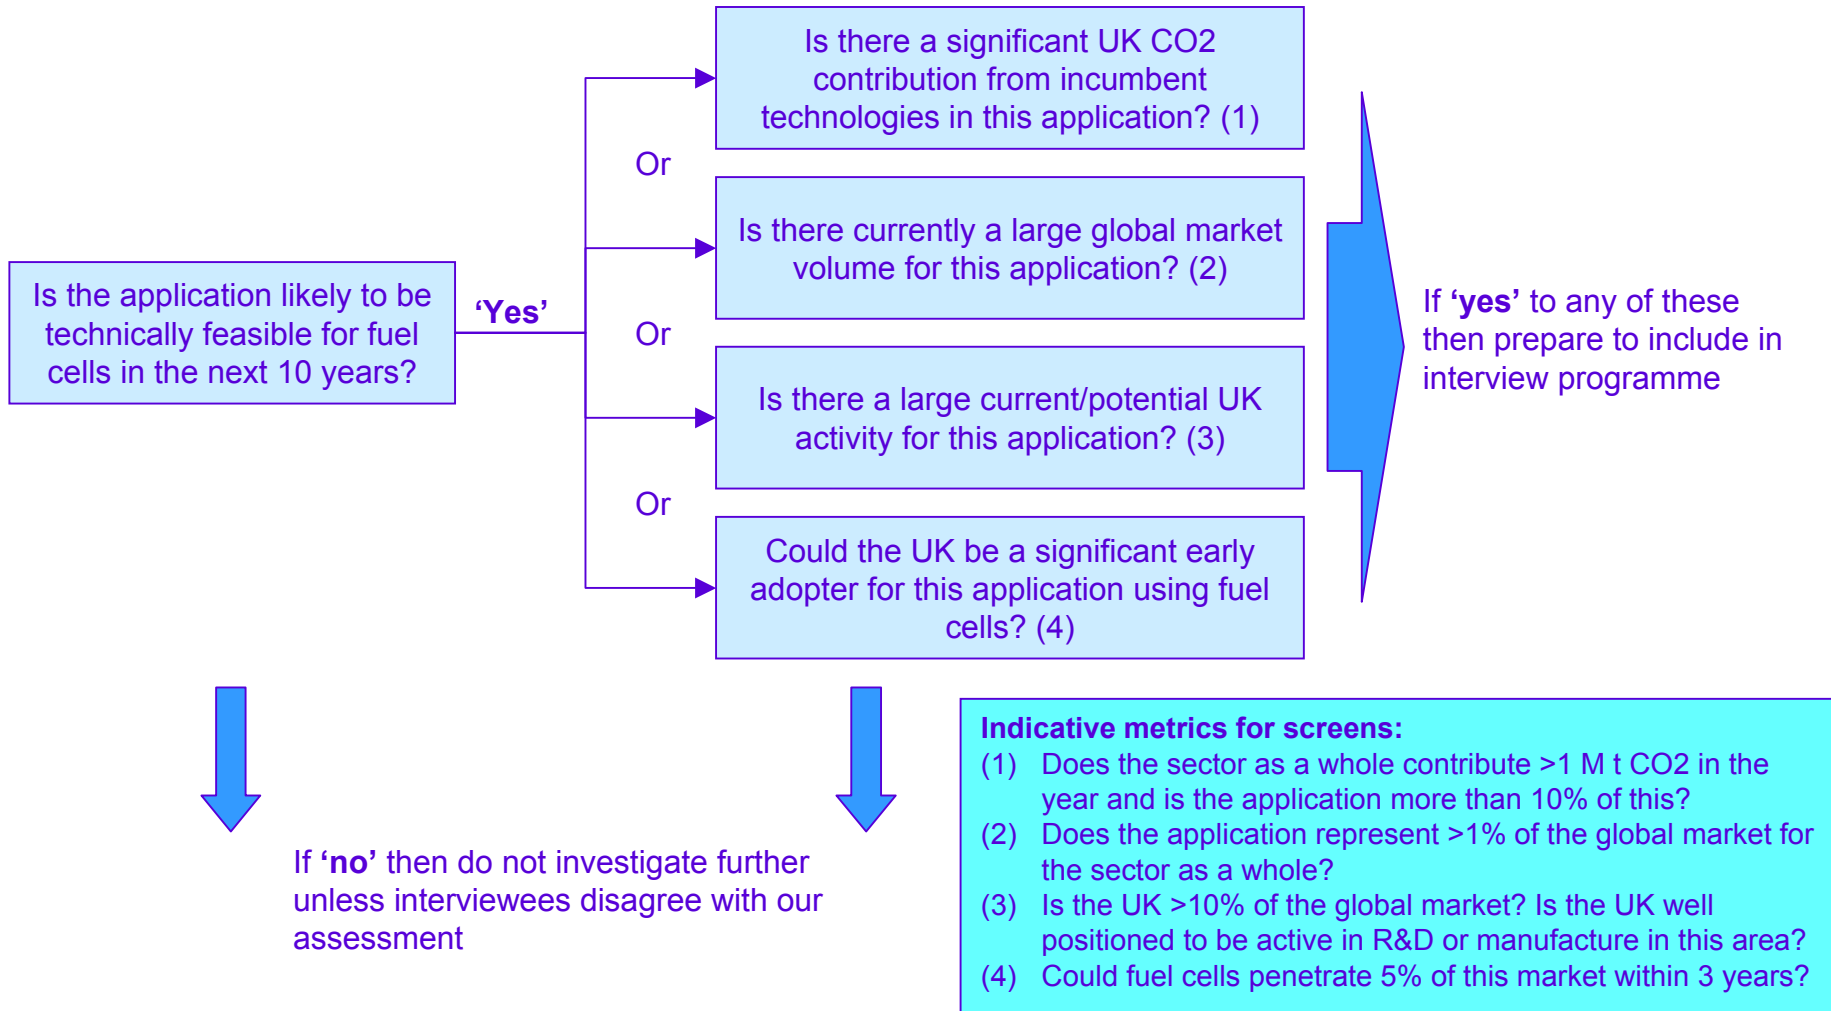 Is the application likely to be
technically feasible for fuel
cells in the next 10 years?
‘Yes’
Is there a significant UK CO2
contribution from incumbent
technologies in this application? (1)
Or
Is there currently a large global market
volume for this application? (2)
Or
Is there a large current/potential UK
activity for this application? (3)
Or
Could the UK be a significant early
adopter for this application using fuel
cells? (4)
If ‘yes’ to any of these
then prepare to include in
interview programme
If ‘no’ then do not investigate further
unless interviewees disagree with our
assessment
Indicative metrics for screens:
(1) Does the sector as a whole contribute >1 M t CO2 in the
year and is the application more than 10% of this?
(2) Does the application represent >1% of the global market for
the sector as a whole?
(3) Is the UK >10% of the global market? Is the UK well
positioned to be active in R&D or manufacture in this area?
(4) Could fuel cells penetrate 5% of this market within 3 years?